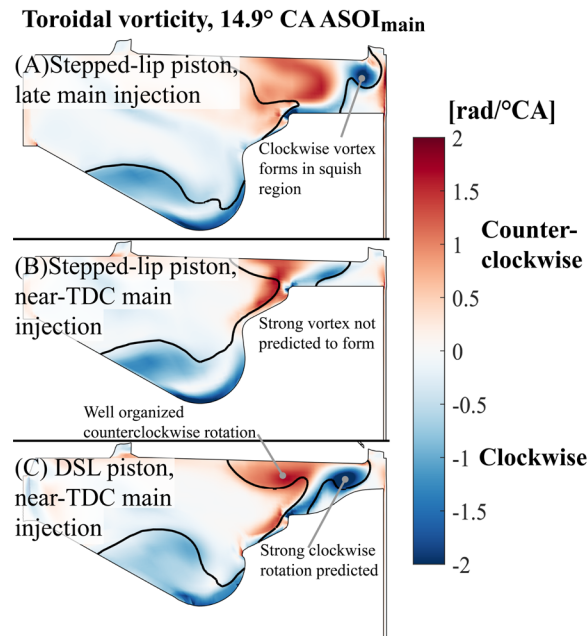 Toroidal vorticity, 14.9° CA ASOImain
(A)Stepped-lip piston,
late main injection
Clockwise vortex
forms in squish
region
(B)Stepped-lip piston,
near-TDC main
injection
Strong vortex not
predicted to form
Well organized
counterclockwise rotation
(C) DSL piston,
near-TDC main
injection
Strong clockwise
rotation predicted
[rad/°CA]
2
1.5
Counter-
clockwise
1
0.5
0
-0.5
-1
Clockwise
-1.5
-2